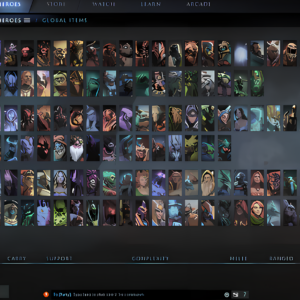 HEROES STORE WATCH LEARN ARCADE
HEROES GLOBAL ITEMS
CARRY SUPPORT COMPLEXITY MELEE RANGED